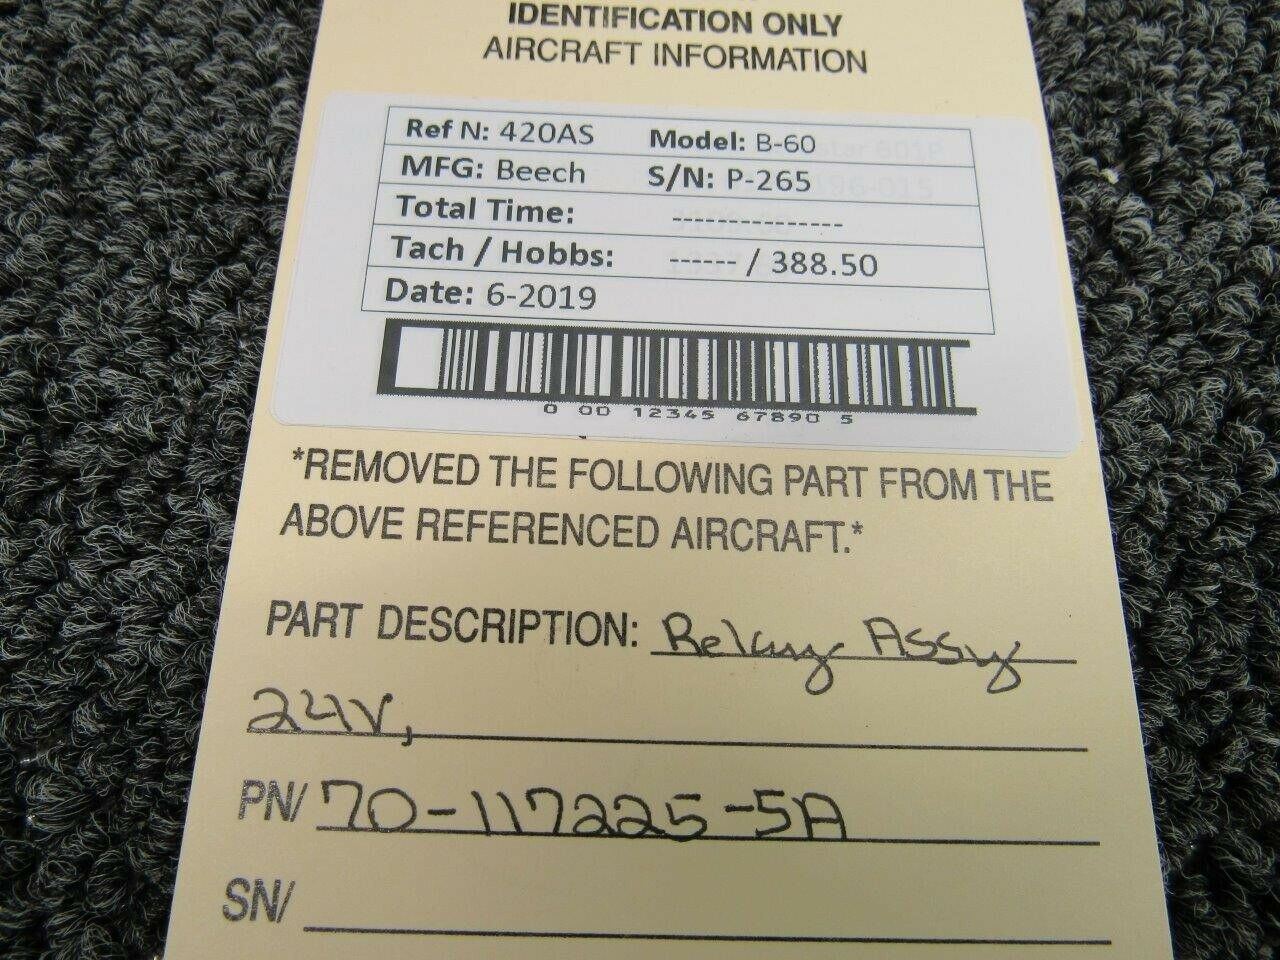 IDENTIFICATION ONLY
AIRCRAFT INFORMATION
Ref N: 420AS Model: B-60
MFG: Beech S/N: P-265
Total Time: ---------------
Tach / Hobbs: ------ / 388.50
Date: 6-2019
0 00 12345 67890 5
*REMOVED THE FOLLOWING PART FROM THE
ABOVE REFERENCED AIRCRAFT.*
PART DESCRIPTION: Relay Assy
24V,
PN/ 70-117225-5A
SN/